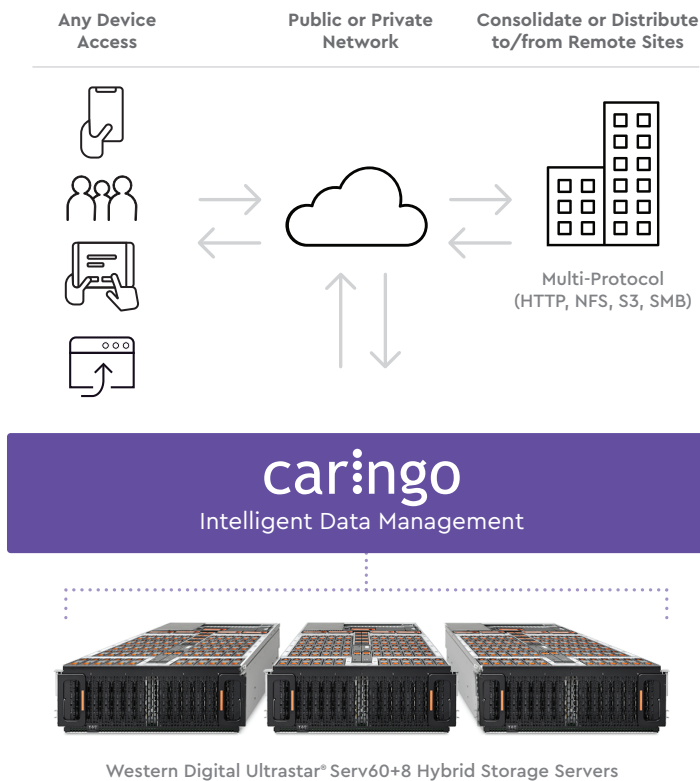 Any Device
Access
Public or Private
Network
Consolidate or Distribute
to/from Remote Sites
Multi-Protocol
(HTTP, NFS, S3, SMB)
caringo
Intelligent Data Management
Western Digital Ultrastar® Serv60+8 Hybrid Storage Servers